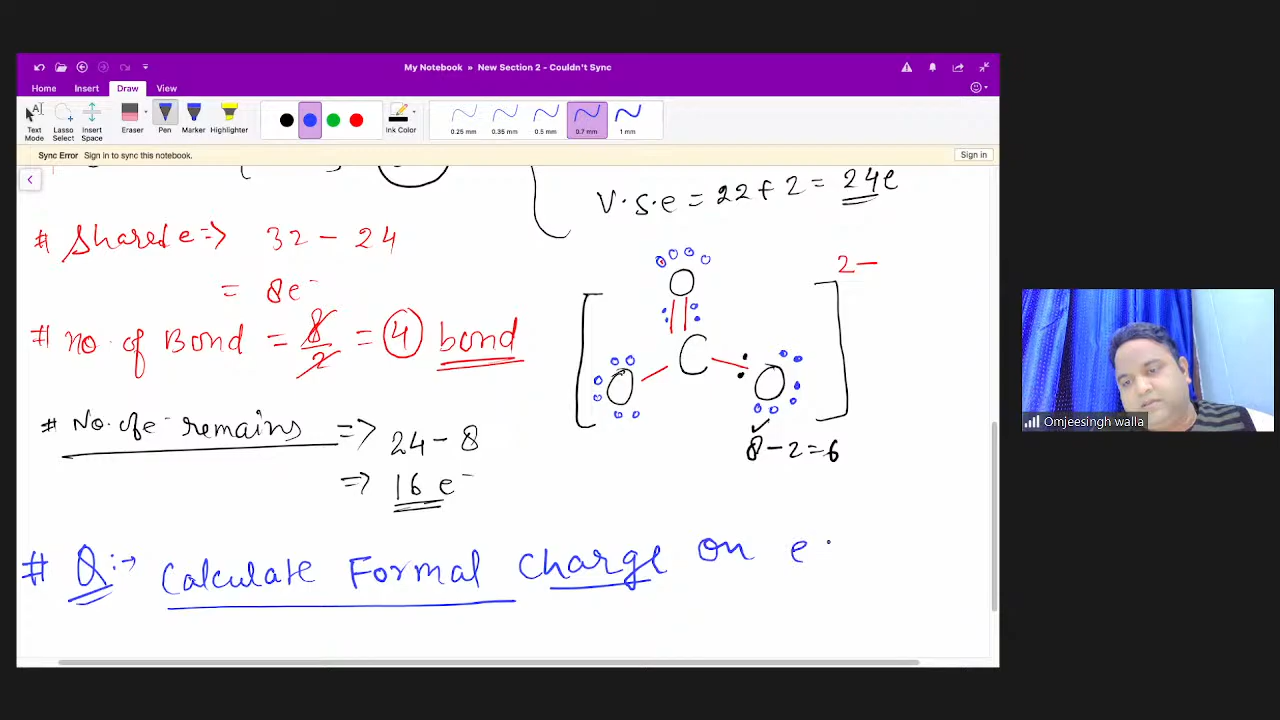 My Notebook » New Section 2 - Couldn't Sync
Home Insert Draw View
Text Mode
Lasso Select
Insert Space
Eraser
Pen
Marker
Highlighter
Ink Color
0.25 mm 0.35 mm 0.5 mm 0.7 mm 1 mm
Sync Error Sign in to sync this notebook. Sign in
V.S.e = 22 + 2 = 24e
# Shared e => 32 - 24
= 8e-
# no. of Bond = 8/2 = 4 bond
# No. of e- remains => 24 - 8
=> 16 e-
2-
O
C
O O
8 - 2 = 6
# Q:→ Calculate Formal Charge on e
Omjeesingh walla